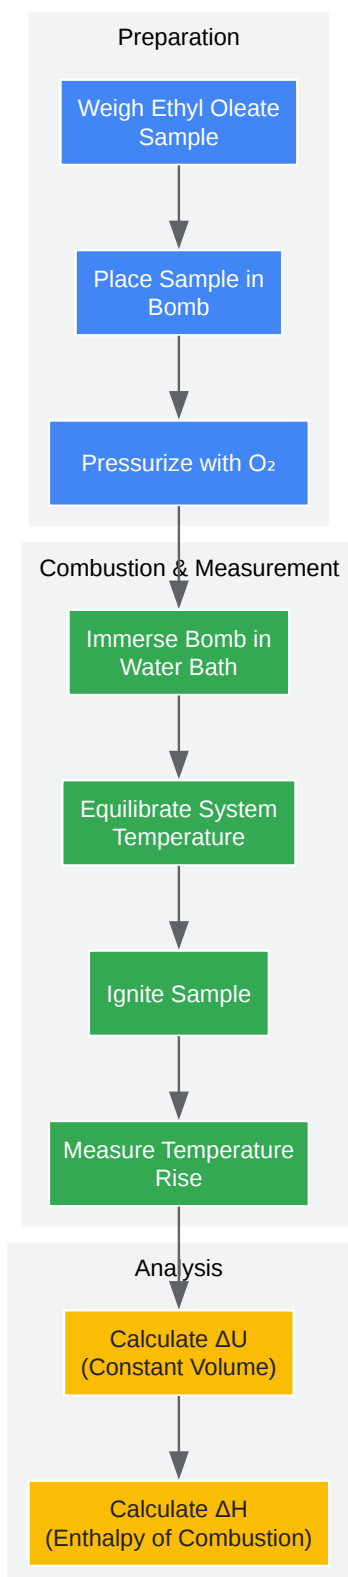 Preparation
Weigh Ethyl Oleate
Sample
Place Sample in
Bomb
Pressurize with O₂
Combustion & Measurement
Immerse Bomb in
Water Bath
Equilibrate System
Temperature
Ignite Sample
Measure Temperature
Rise
Analysis
Calculate ΔU
(Constant Volume)
Calculate ΔH
(Enthalpy of Combustion)